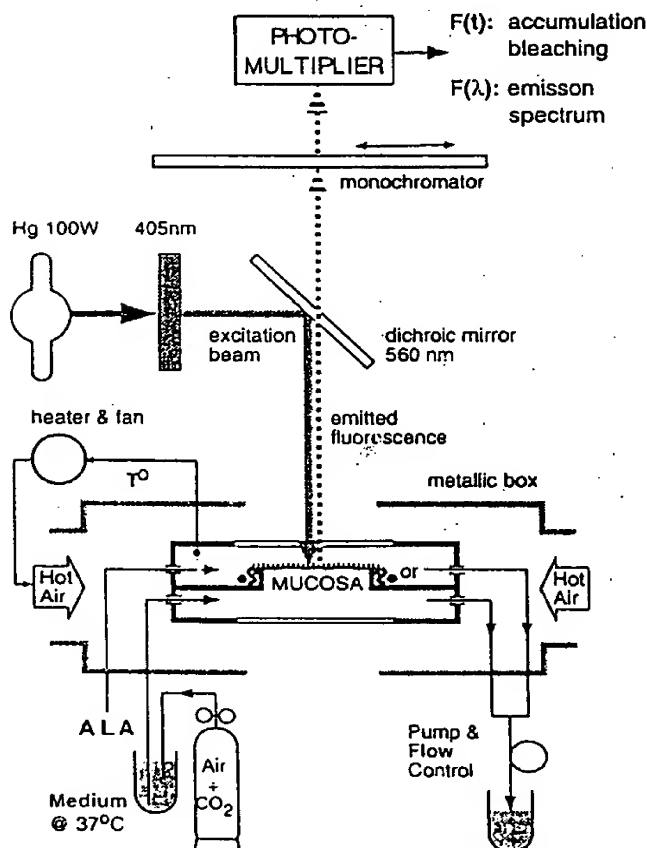 PHOTO-
MULTIPLIER
F(t): accumulation
bleaching
F(λ): emisson
spectrum
monochromator
Hg 100W
405nm
excitation
beam
dichroic mirror
560 nm
emitted
fluorescence
heater & fan
T°
metallic box
Hot
Air
MUCOSA
or
Hot
Air
ALA
Air
+
CO2
Medium
@ 37°C
Pump &
Flow
Control